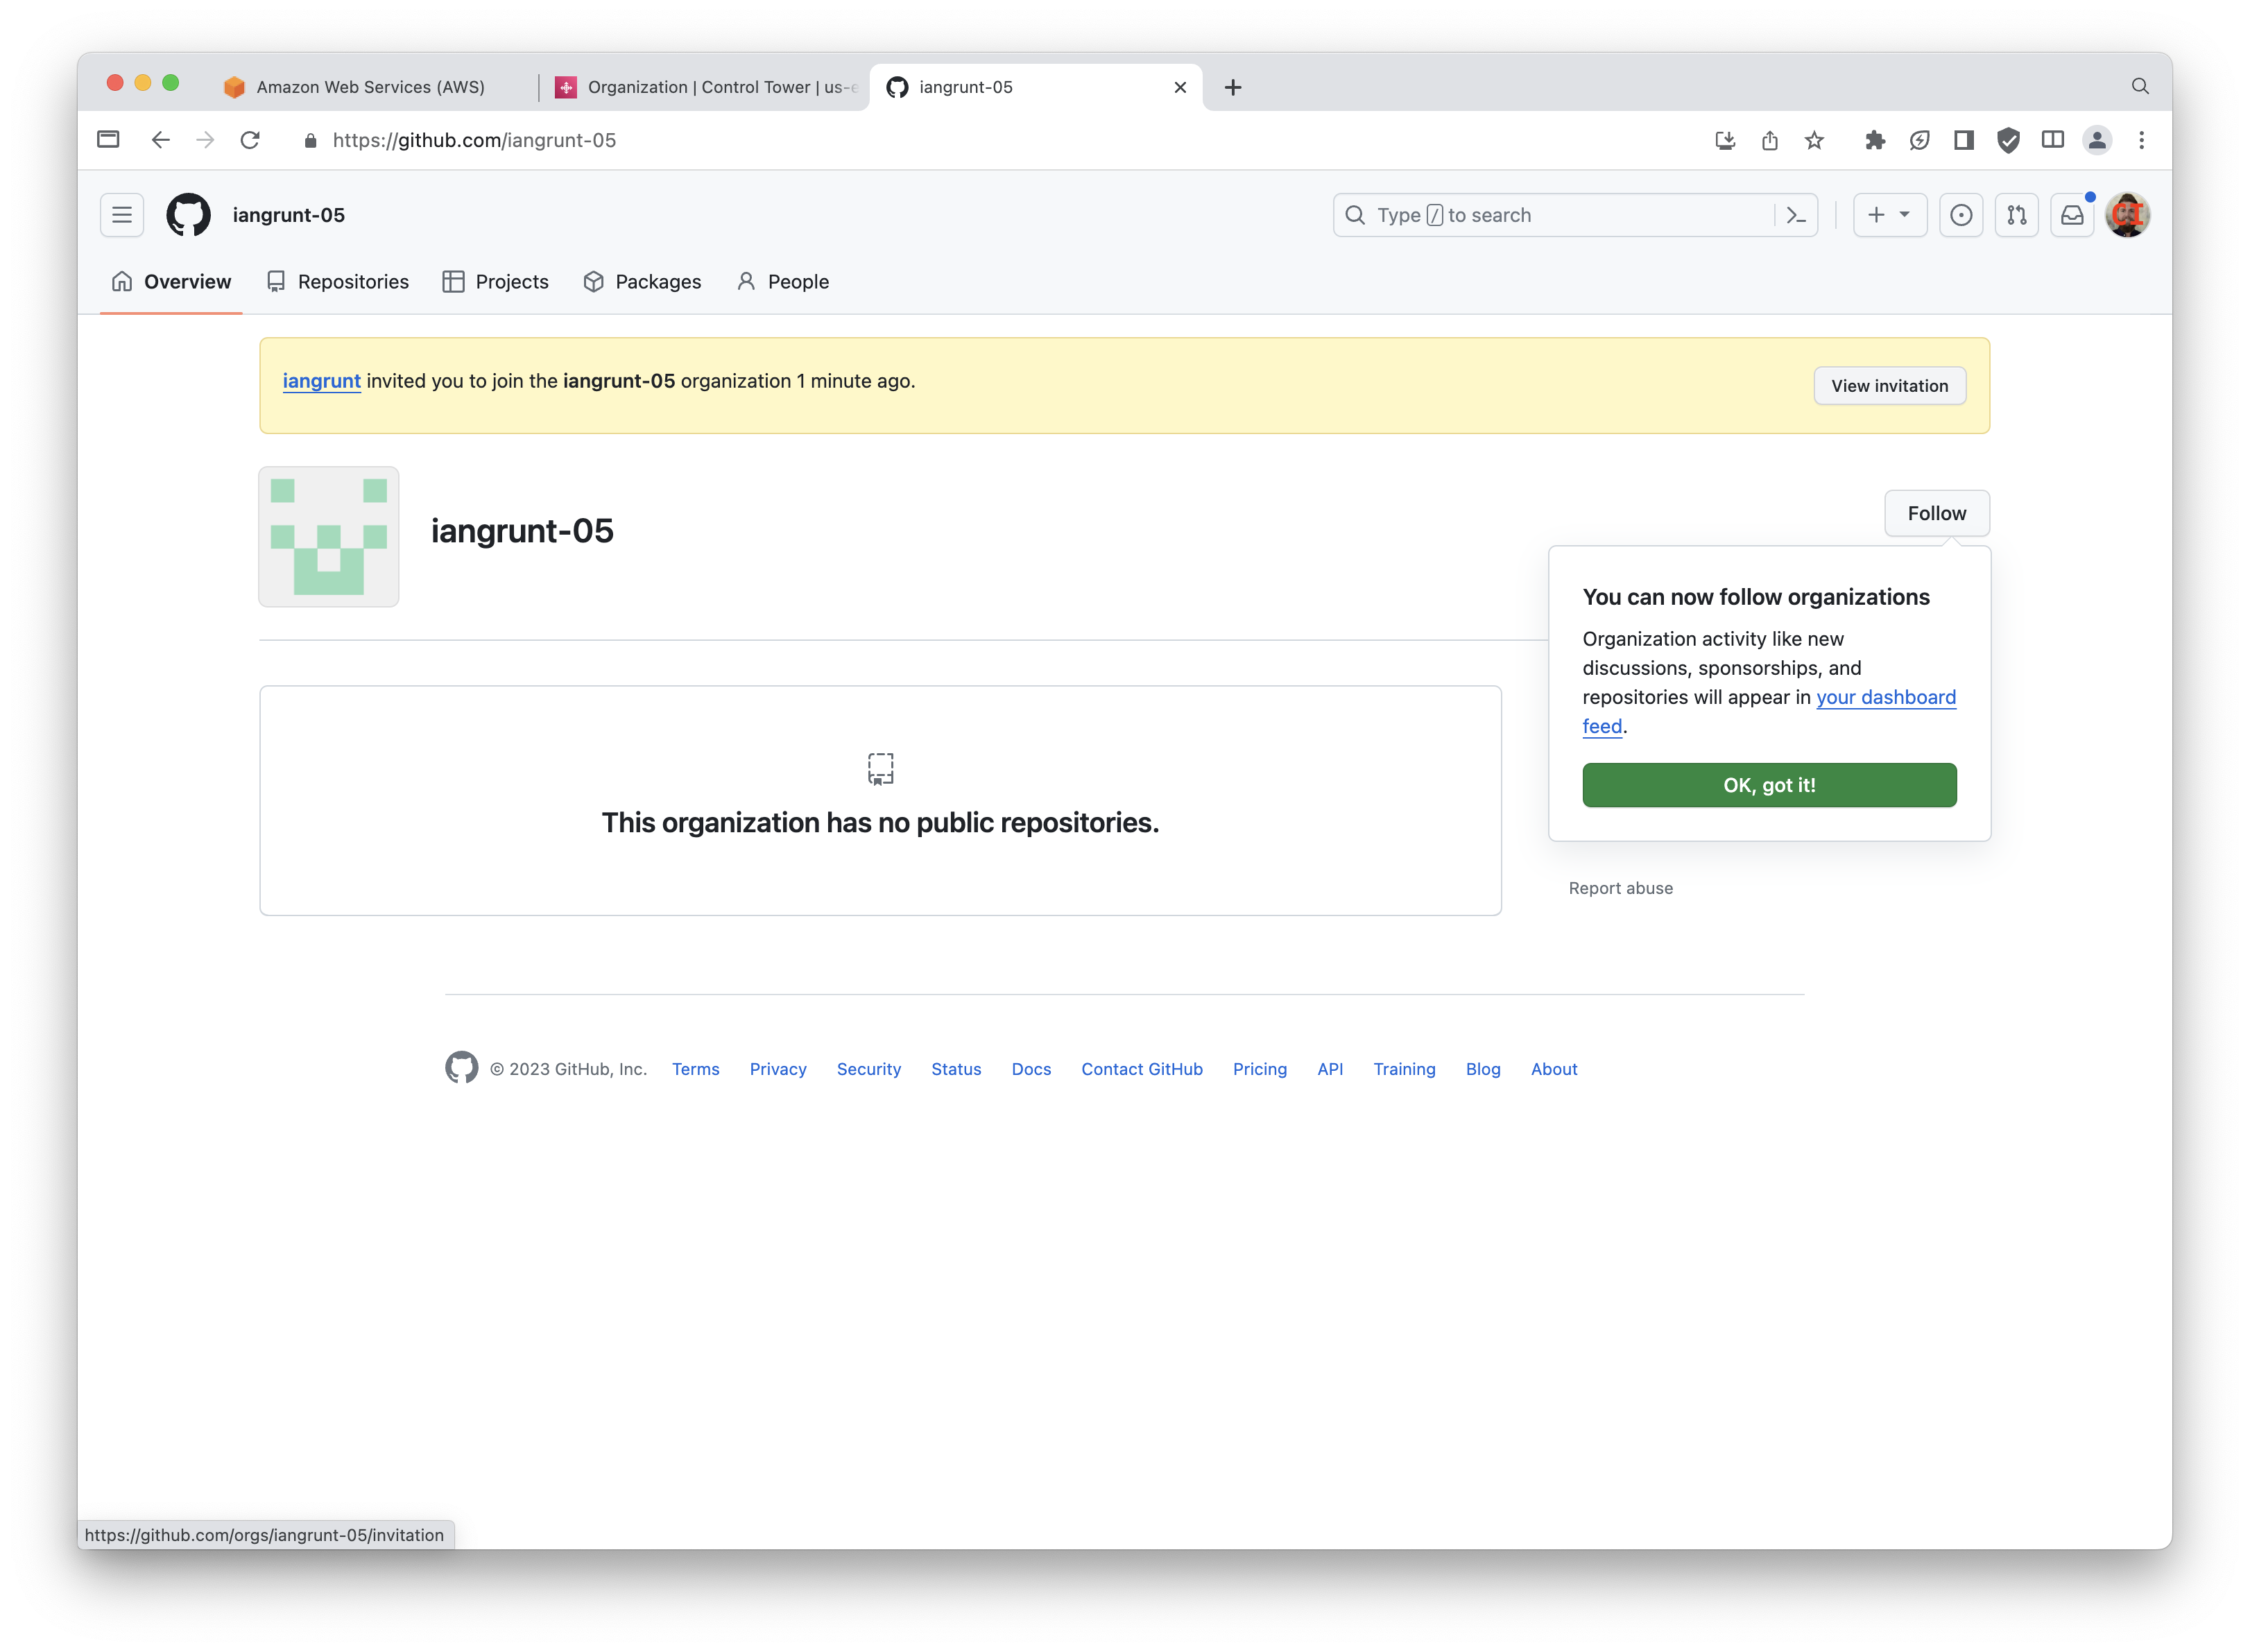 Amazon Web Services (AWS)
Organization | Control Tower | us-e
iangrunt-05
https://github.com/iangrunt-05
iangrunt-05
Type / to search
Overview
Repositories
Projects
Packages
People
iangrunt invited you to join the iangrunt-05 organization 1 minute ago.
View invitation
iangrunt-05
Follow
You can now follow organizations
Organization activity like new
discussions, sponsorships, and
repositories will appear in your dashboard
feed.
OK, got it!
This organization has no public repositories.
Report abuse
© 2023 GitHub, Inc.
Terms
Privacy
Security
Status
Docs
Contact GitHub
Pricing
API
Training
Blog
About
https://github.com/orgs/iangrunt-05/invitation
CI